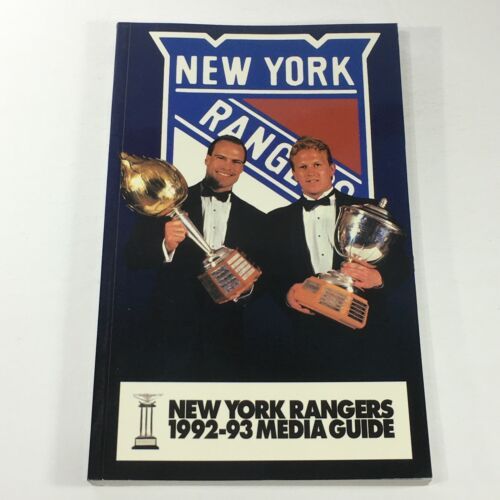 NEW YORK
RANGERS
NEW YORK RANGERS
1992-93 MEDIA GUIDE